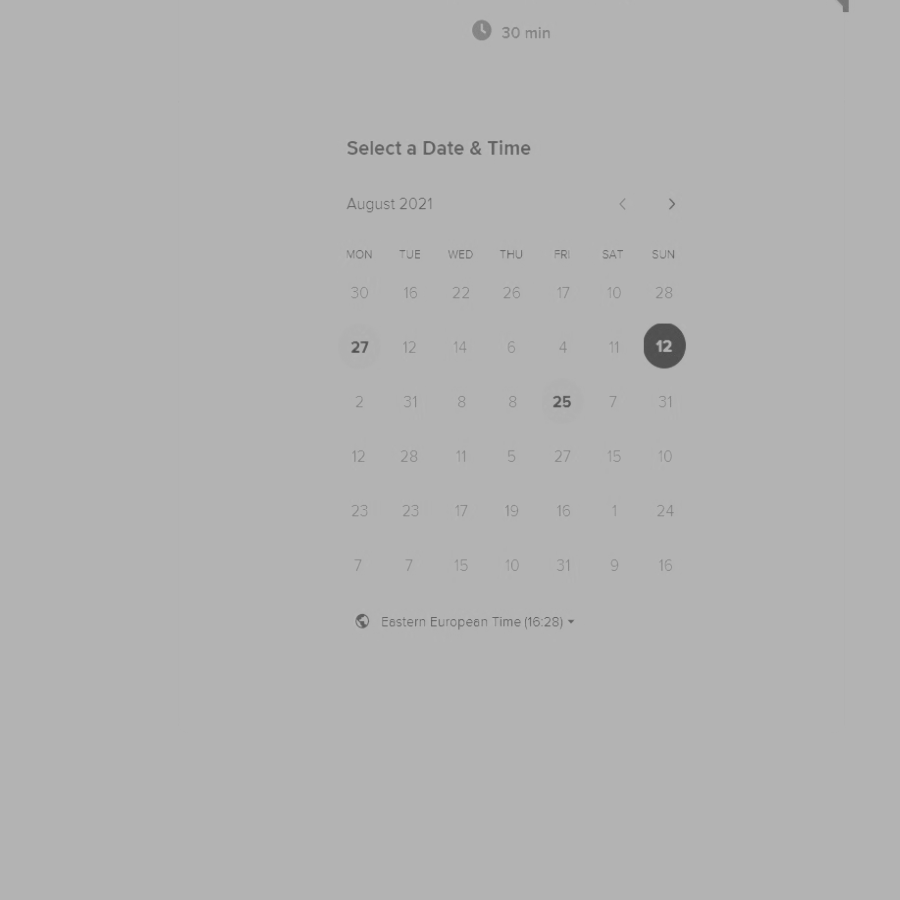 30 min
Select a Date & Time
August 2021
MON TUE WED THU FRI SAT SUN
30 16 22 26 17 10 28
27 12 14 6 4 11 12
2 31 8 8 25 7 31
12 28 11 5 27 15 10
23 23 17 19 16 1 24
7 7 15 10 31 9 16
Eastern European Time (16:28)